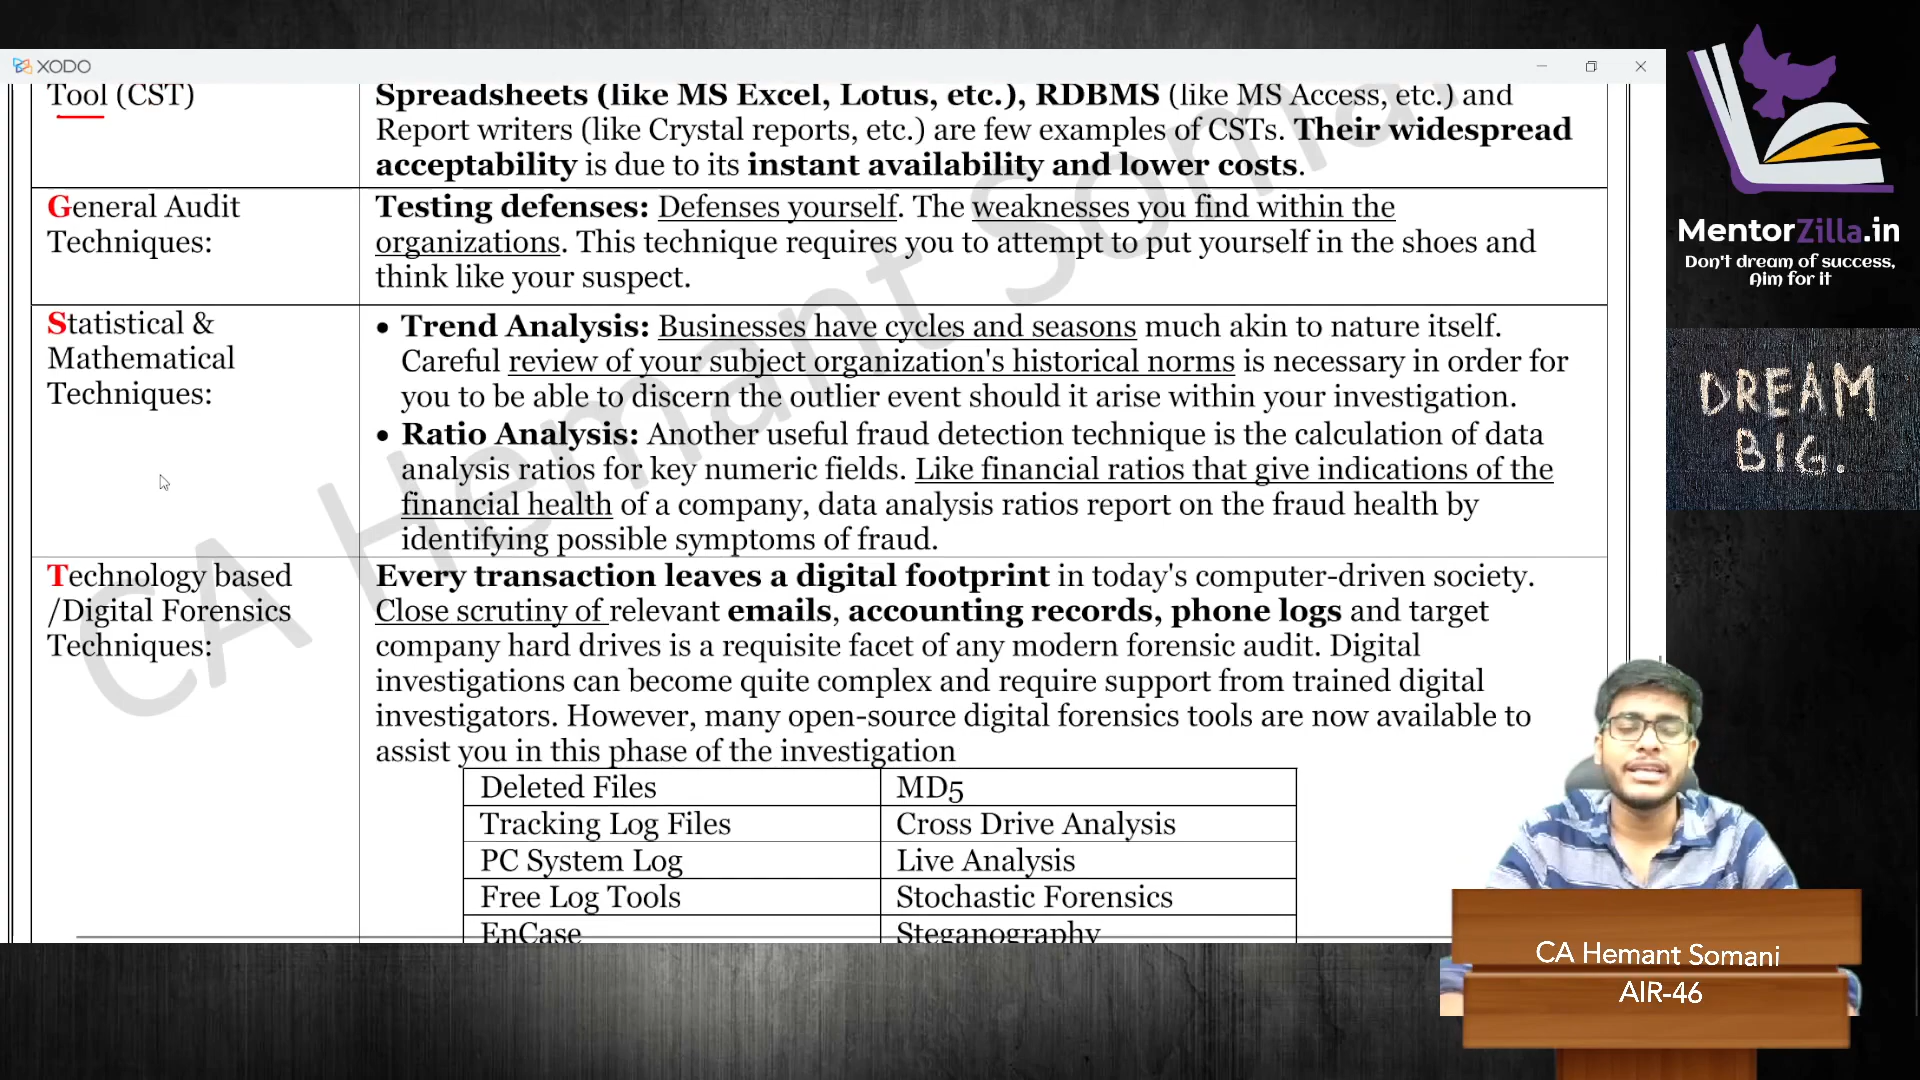 XODO
Tool (CST)
Spreadsheets (like MS Excel, Lotus, etc.), RDBMS (like MS Access, etc.) and
Report writers (like Crystal reports, etc.) are few examples of CSTs. Their widespread
acceptability is due to its instant availability and lower costs.
General Audit
Techniques:
Testing defenses: Defenses yourself. The weaknesses you find within the
organizations. This technique requires you to attempt to put yourself in the shoes and
think like your suspect.
Statistical &
Mathematical
Techniques:
• Trend Analysis: Businesses have cycles and seasons much akin to nature itself.
Careful review of your subject organization's historical norms is necessary in order for
you to be able to discern the outlier event should it arise within your investigation.
• Ratio Analysis: Another useful fraud detection technique is the calculation of data
analysis ratios for key numeric fields. Like financial ratios that give indications of the
financial health of a company, data analysis ratios report on the fraud health by
identifying possible symptoms of fraud.
Technology based
/Digital Forensics
Techniques:
Every transaction leaves a digital footprint in today's computer-driven society.
Close scrutiny of relevant emails, accounting records, phone logs and target
company hard drives is a requisite facet of any modern forensic audit. Digital
investigations can become quite complex and require support from trained digital
investigators. However, many open-source digital forensics tools are now available to
assist you in this phase of the investigation
Deleted Files MD5
Tracking Log Files Cross Drive Analysis
PC System Log Live Analysis
Free Log Tools Stochastic Forensics
EnCase Steganography
CA Hemant Soma
MentorZilla.in
Don't dream of success,
Aim for it
DREAM
BIG.
CA Hemant Somani
AIR-46